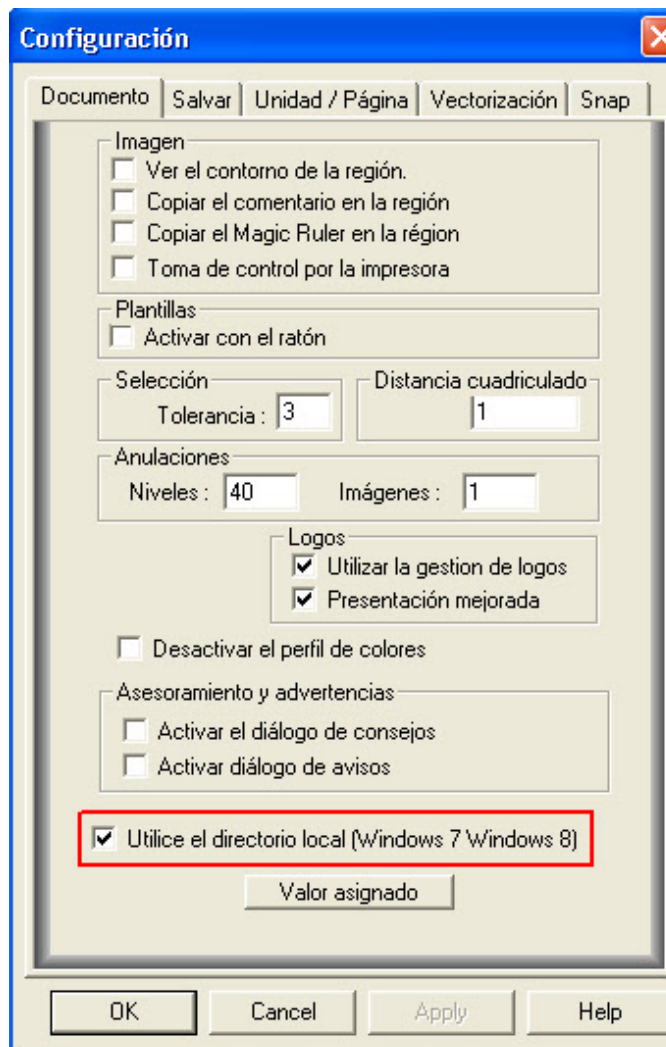 Configuración
Documento Salvar Unidad / Página Vectorización Snap
Imagen
Ver el contorno de la región.
Copiar el comentario en la región
Copiar el Magic Ruler en la région
Toma de control por la impresora
Plantillas
Activar con el ratón
Selección Distancia cuadriculado
Tolerancia : 3 1
Anulaciones
Niveles : 40 Imágenes : 1
Logos
Utilizar la gestion de logos
Presentación mejorada
Desactivar el perfil de colores
Asesoramiento y advertencias
Activar el diálogo de consejos
Activar diálogo de avisos
Utilice el directorio local (Windows 7 Windows 8)
Valor asignado
OK Cancel Apply Help